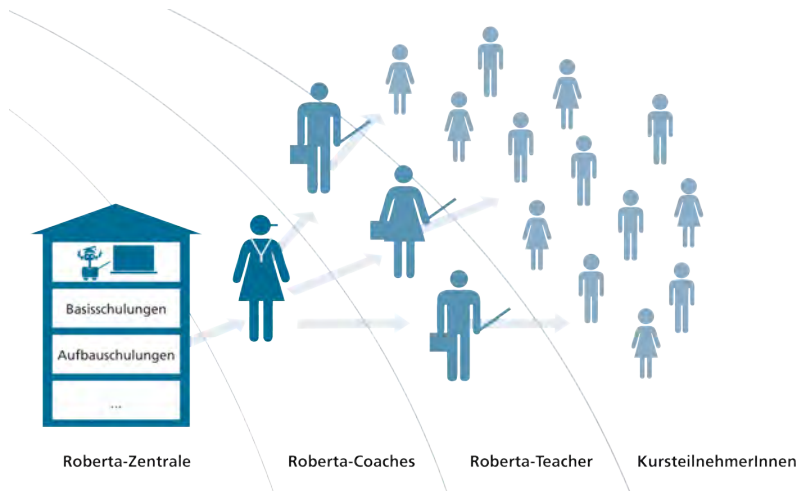 Basisschulungen
Aufbauschulungen
...
Roberta-Zentrale
Roberta-Coaches
Roberta-Teacher
KursteilnehmerInnen